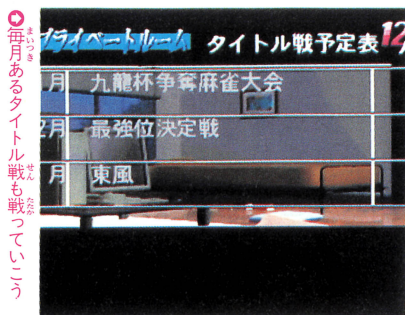 プライベートルーム タイトル戦予定表 12
月 九龍杯争奪麻雀大会
2月 最強位決定戦
月 東風
毎月あるタイトル戦も戦っていこう
まいつき
せん
たたか